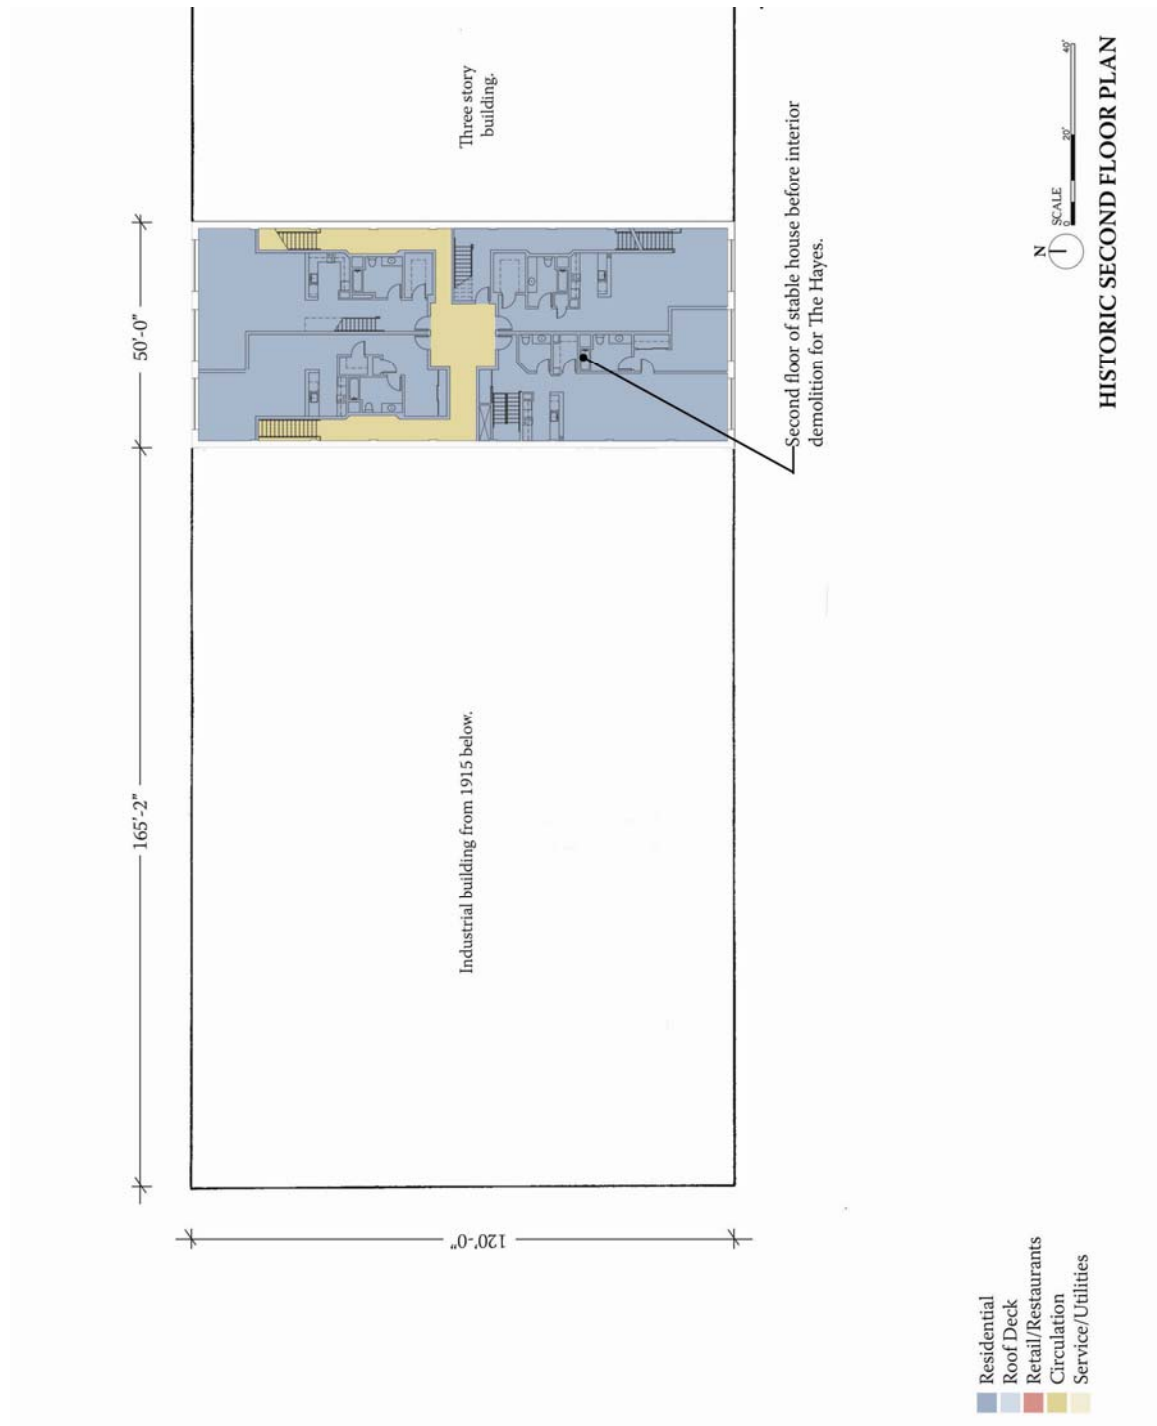 Three story
building.
50'-0"
165'-2"
120'-0"
Industrial building from 1915 below.
Second floor of stable house before interior
demolition for The Hayes.
N
SCALE
0
20'
40'
HISTORIC SECOND FLOOR PLAN
Residential
Roof Deck
Retail/Restaurants
Circulation
Service/Utilities